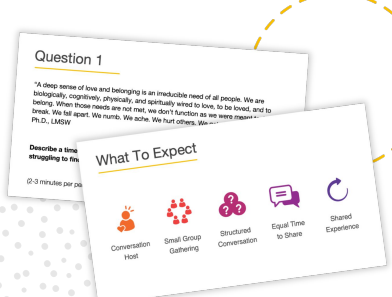 Question 1
"A deep sense of love and belonging is an irreducible need of all people. We are
biologically, cognitively, physically, and spiritually wired to love, to be loved, and to
belong. When those needs are not met, we don't function as we were meant
break. We fall apart. We numb. We ache. We hurt others. We
Ph.D., LMSW
Describe a time
struggling to
(2-3 minutes per
What To Expect
Conversation
Host
Small Group
Gathering
Structured
Conversation
Equal Time
to Share
Shared
Experience